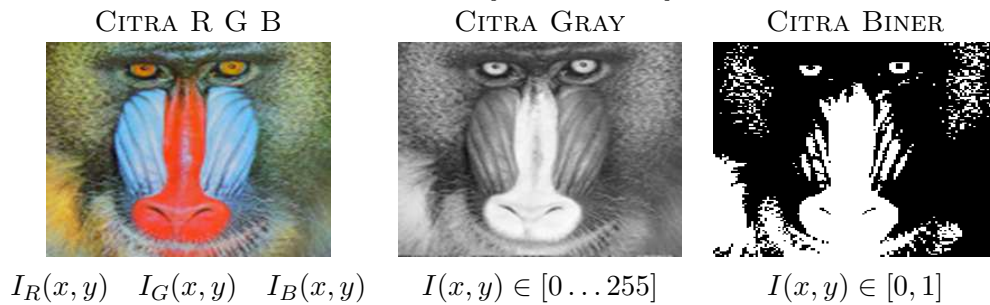 CITRA R G B CITRA GRAY CITRA BINER
I_R(x, y) I_G(x, y) I_B(x, y) I(x, y) ∈ [0 . . . 255] I(x, y) ∈ [0, 1]